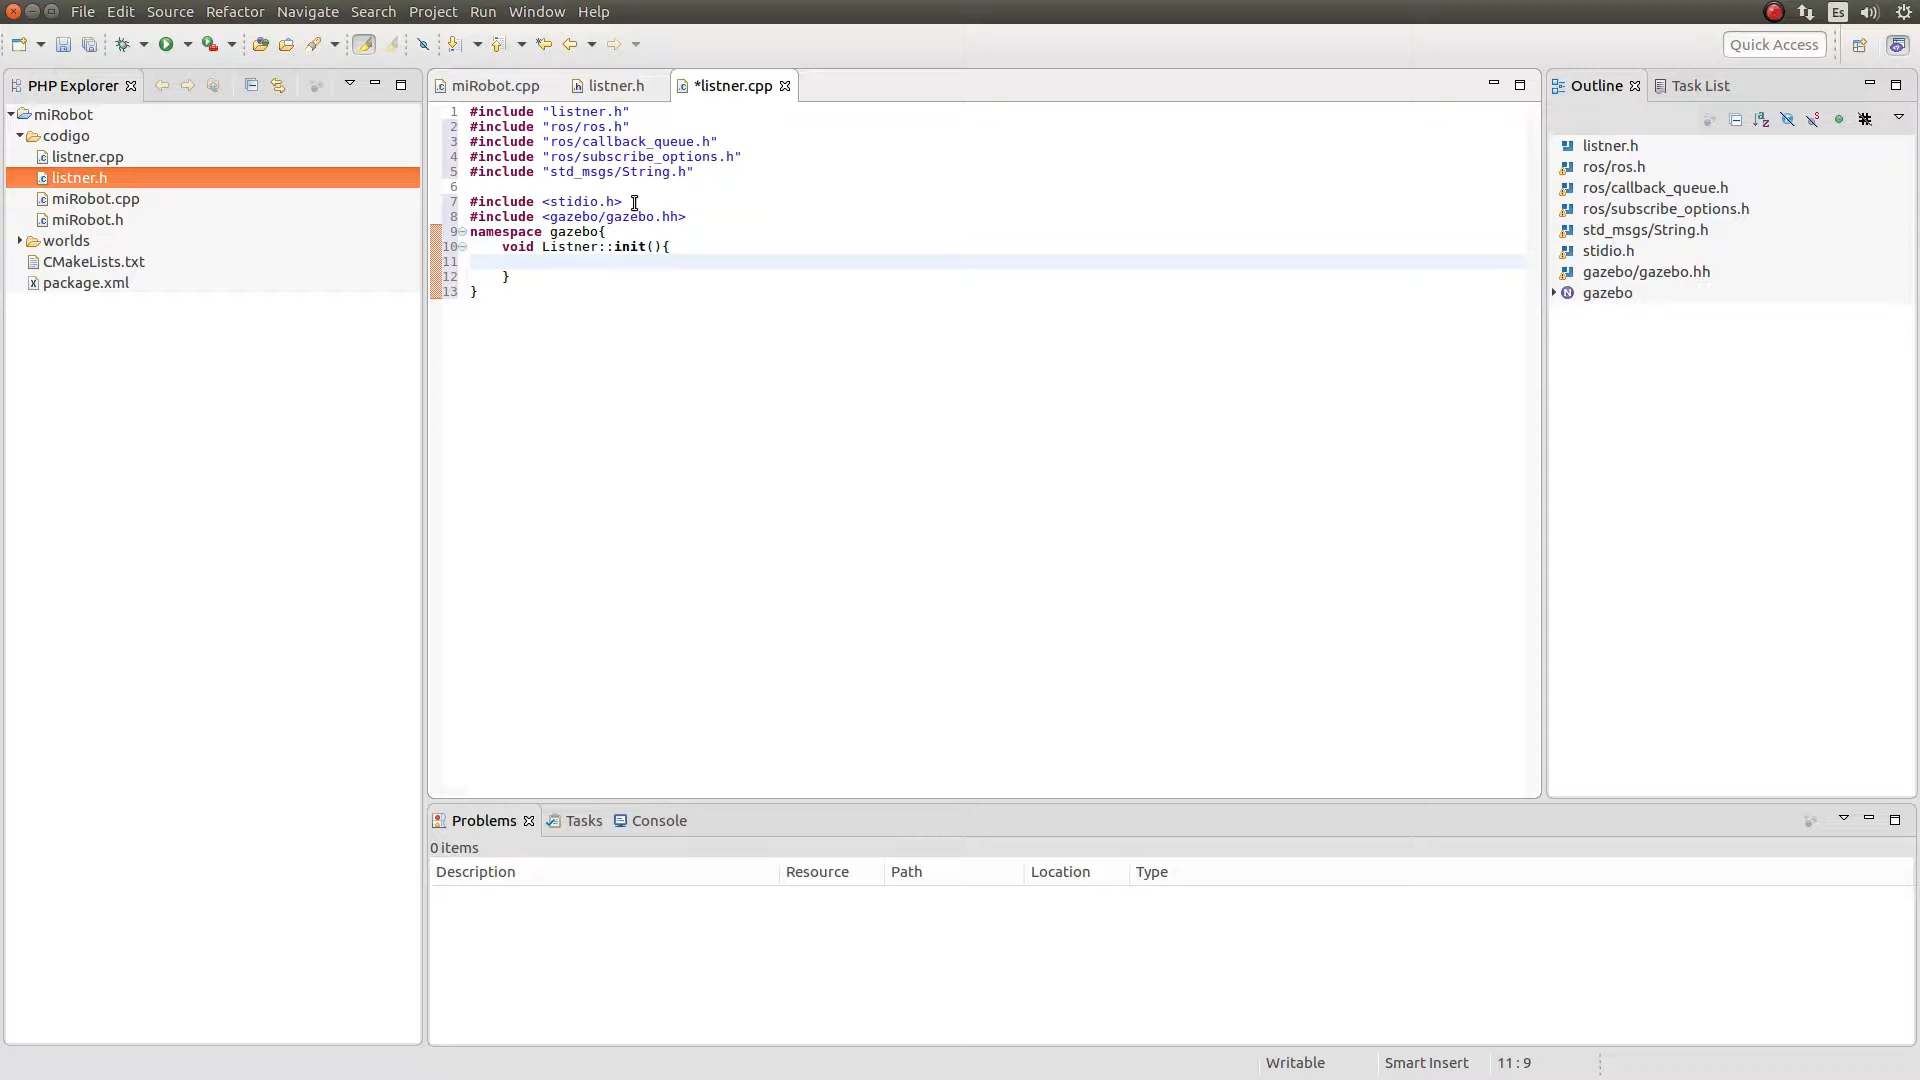 File Edit Source Refactor Navigate Search Project Run Window Help
Es
Quick Access
PHP Explorer
miRobot
codigo
listner.cpp
listner.h
miRobot.cpp
miRobot.h
worlds
CMakeLists.txt
package.xml
miRobot.cpp listner.h *listner.cpp
1 #include "listner.h"
2 #include "ros/ros.h"
3 #include "ros/callback_queue.h"
4 #include "ros/subscribe_options.h"
5 #include "std_msgs/String.h"
6
7 #include <stidio.h>
8 #include <gazebo/gazebo.hh>
9 namespace gazebo{
10 void Listner::init(){
11
12 }
13 }
Outline Task List
listner.h
ros/ros.h
ros/callback_queue.h
ros/subscribe_options.h
std_msgs/String.h
stidio.h
gazebo/gazebo.hh
gazebo
Problems Tasks Console
0 items
Description Resource Path Location Type
Writable Smart Insert 11 : 9